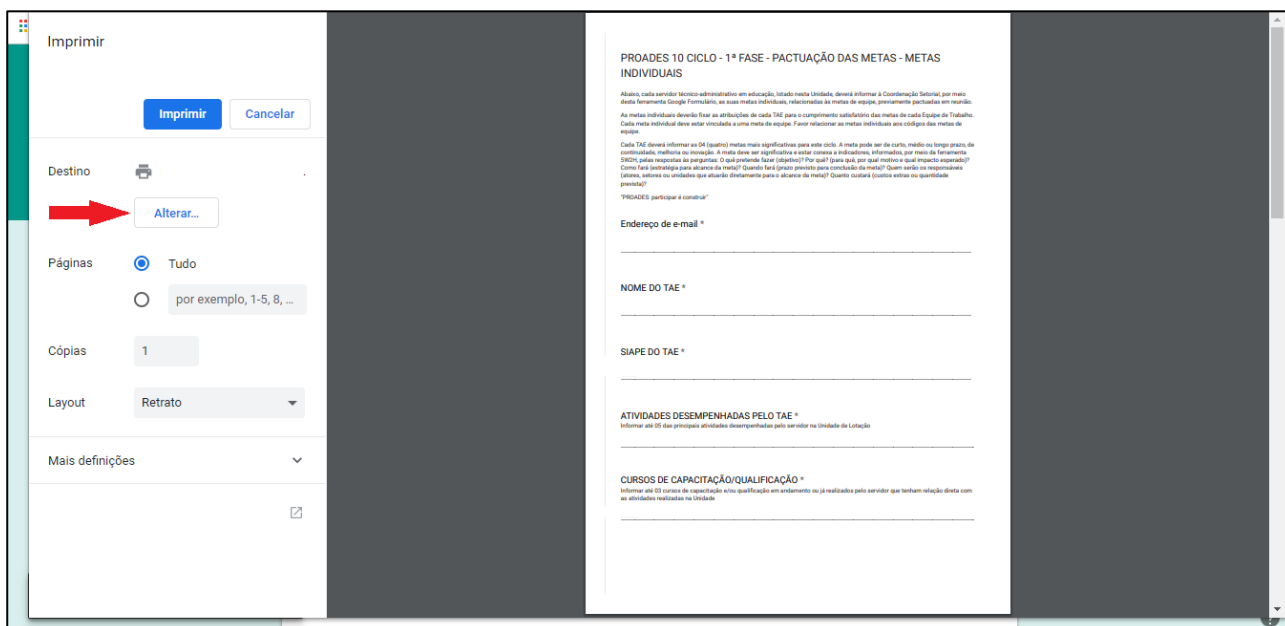 Imprimir
Imprimir
Cancelar
Destino
Alterar...
Páginas
Tudo
por exemplo, 1-5, 8, ...
Cópias
1
Layout
Retrato
Mais definições
PROADES 10 CICLO - 1ª FASE - PACTUAÇÃO DAS METAS - METAS
INDIVIDUAIS
Abaixo, cada servidor técnico-administrativo em educação, lotado nesta Unidade, deverá informar à Coordenação Setorial, por meio
desta ferramenta Google Formulário, as suas metas individuais, relacionadas às metas de equipe, previamente pactuadas em reunião.
As metas individuais deverão fixar as atribuições de cada TAE para o cumprimento satisfatório das metas de cada Equipe de Trabalho.
Cada meta individual deve estar vinculada a uma meta de equipe. Favor relacionar as metas individuais aos códigos das metas de
equipe.
Cada TAE deverá informar as 04 (quatro) metas mais significativas para este ciclo. A meta pode ser de curto, médio ou longo prazo, de
continuidade, melhoria ou inovação. A meta deve ser significativa e estar conexa a indicadores, informados, por meio da ferramenta
5W2H, pelas respostas às perguntas: O quê pretende fazer (objetivo)? Por quê? (para quê, por qual motivo e qual impacto esperado)?
Como fará (estratégia para alcance da meta)? Quando fará (prazo previsto para conclusão da meta)? Quem serão os responsáveis
(atores, setores ou unidades que atuarão diretamente para o alcance da meta)? Quanto custará (custos extras ou quantidade
prevista)?
"PROADES: participar é construir"
Endereço de e-mail *
NOME DO TAE *
SIAPE DO TAE *
ATIVIDADES DESEMPENHADAS PELO TAE *
Informar até 05 das principais atividades desempenhadas pelo servidor na Unidade de Lotação
CURSOS DE CAPACITAÇÃO/QUALIFICAÇÃO *
Informar até 03 cursos de capacitação e/ou qualificação em andamento ou já realizados pelo servidor que tenham relação direta com
as atividades realizadas na Unidade